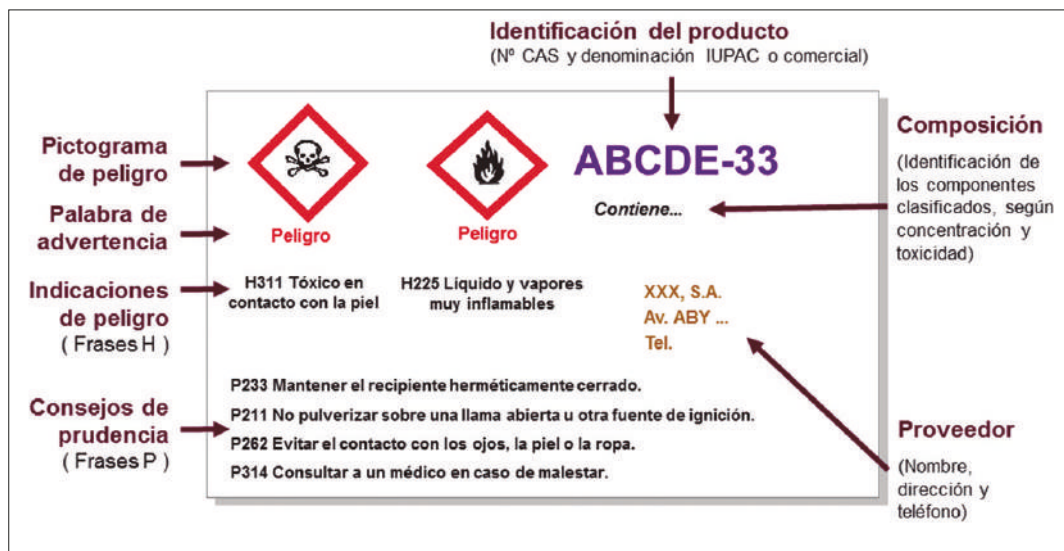 Identificación del producto
(Nº CAS y denominación IUPAC o comercial)
Pictograma
de peligro
Palabra de
advertencia
Indicaciones
de peligro
( Frases H )
Consejos de
prudencia
( Frases P )
Peligro
Peligro
ABCDE-33
Contiene...
H311 Tóxico en
contacto con la piel
H225 Líquido y vapores
muy inflamables
XXX, S.A.
Av. ABY ...
Tel.
P233 Mantener el recipiente herméticamente cerrado.
P211 No pulverizar sobre una llama abierta u otra fuente de ignición.
P262 Evitar el contacto con los ojos, la piel o la ropa.
P314 Consultar a un médico en caso de malestar.
Composición
(Identificación de
los componentes
clasificados, según
concentración y
toxicidad)
Proveedor
(Nombre,
dirección y
teléfono)